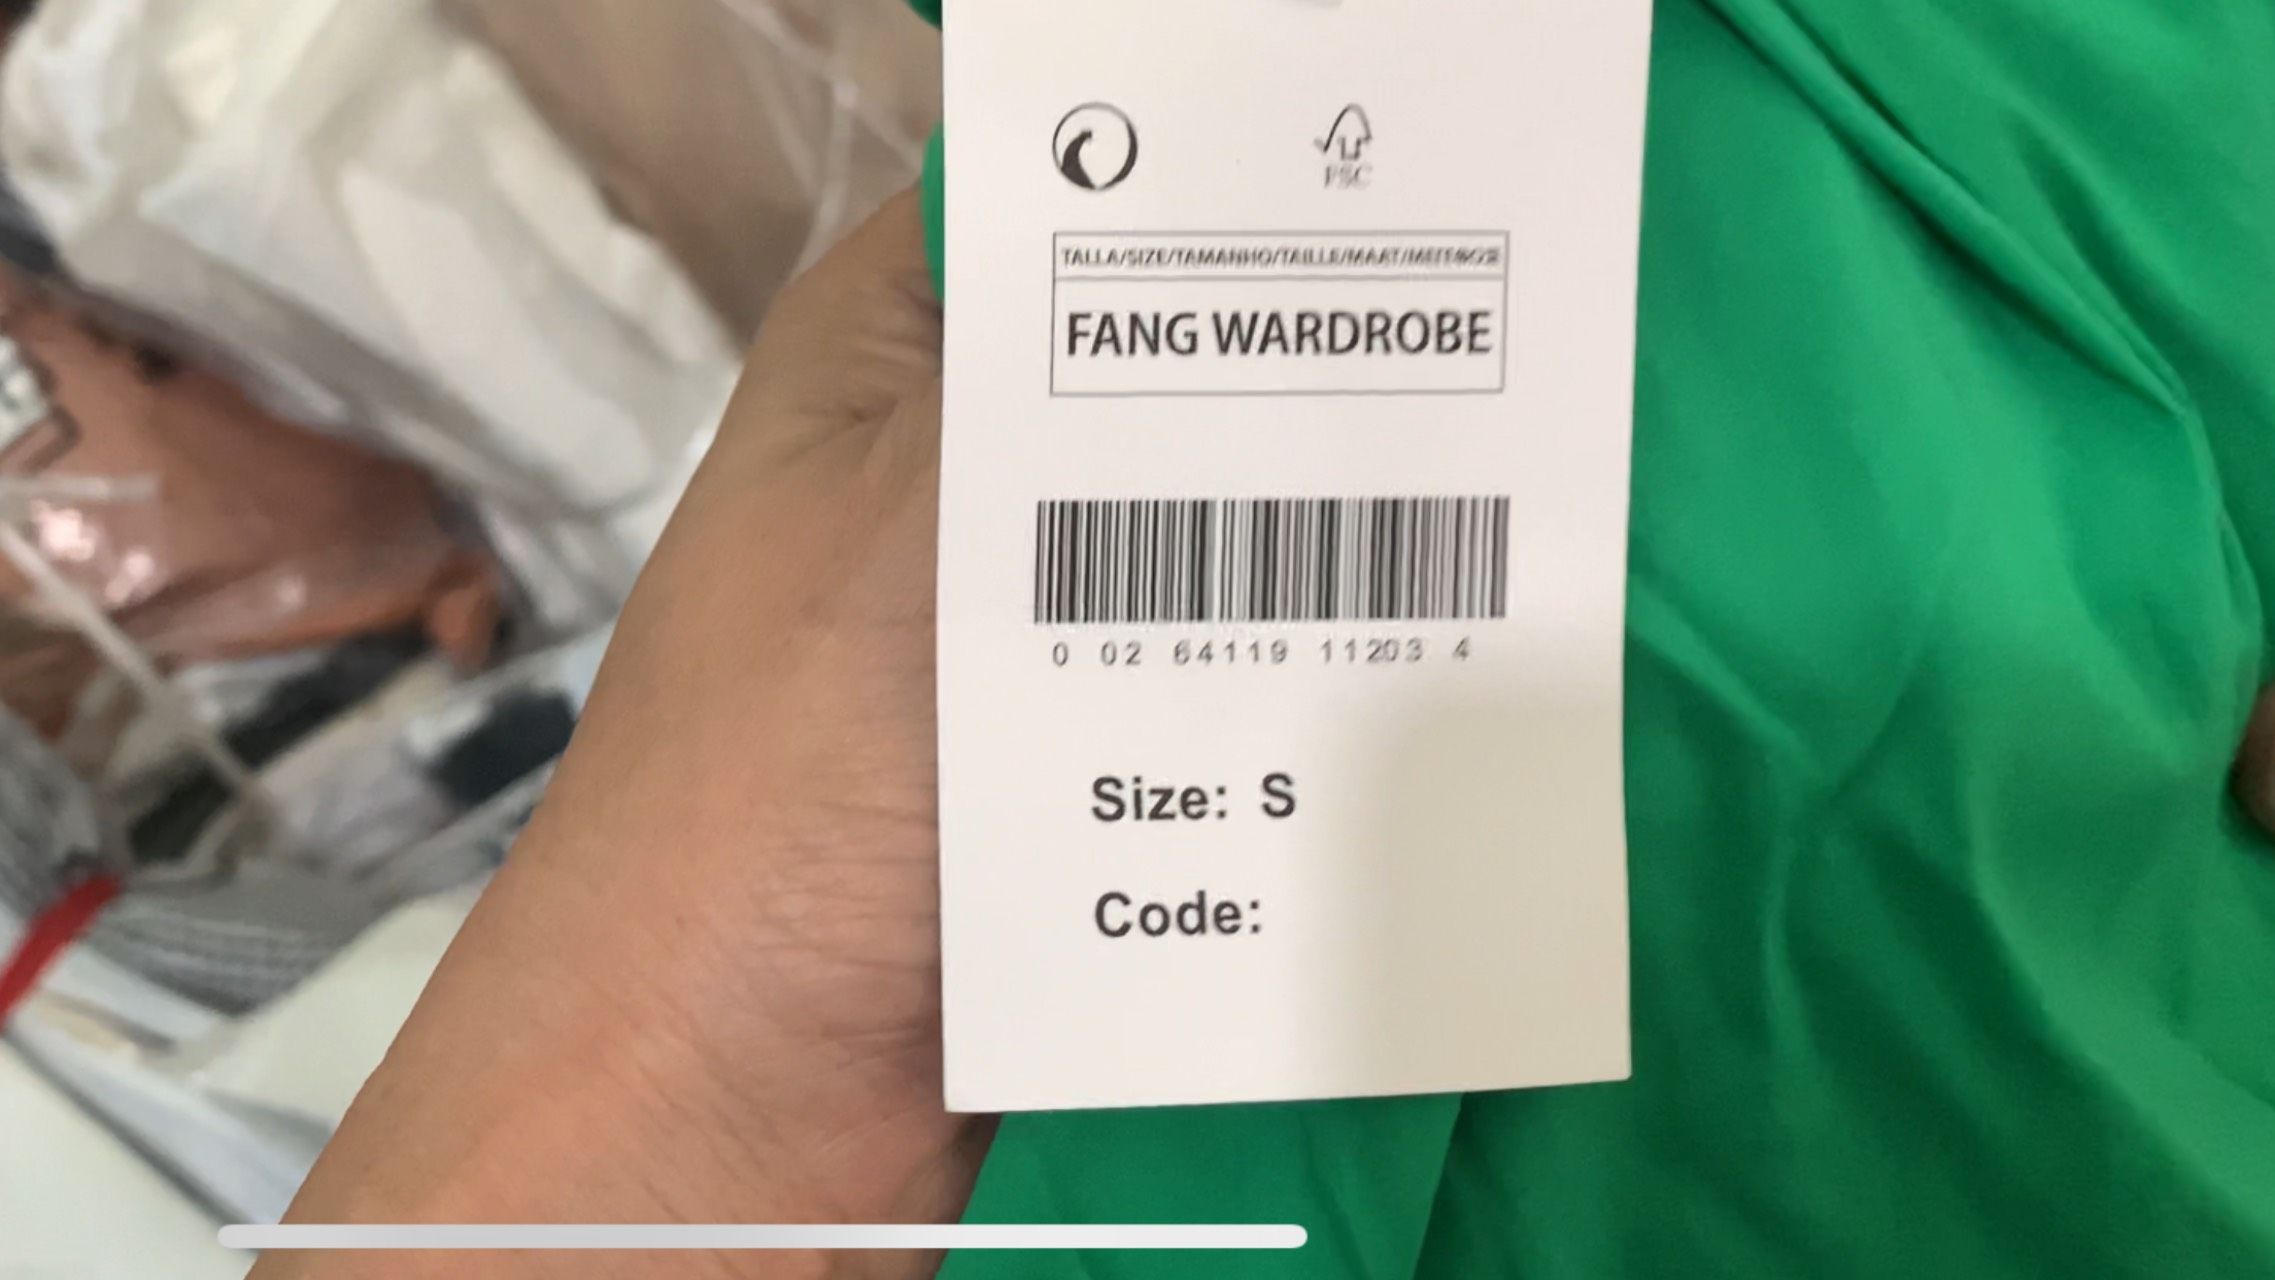 FSC
TALLA/SIZE/TAMANHO/TAILLE/MAAT/
FANG WARDROBE
0 02 64119 11203 4
Size: S
Code: